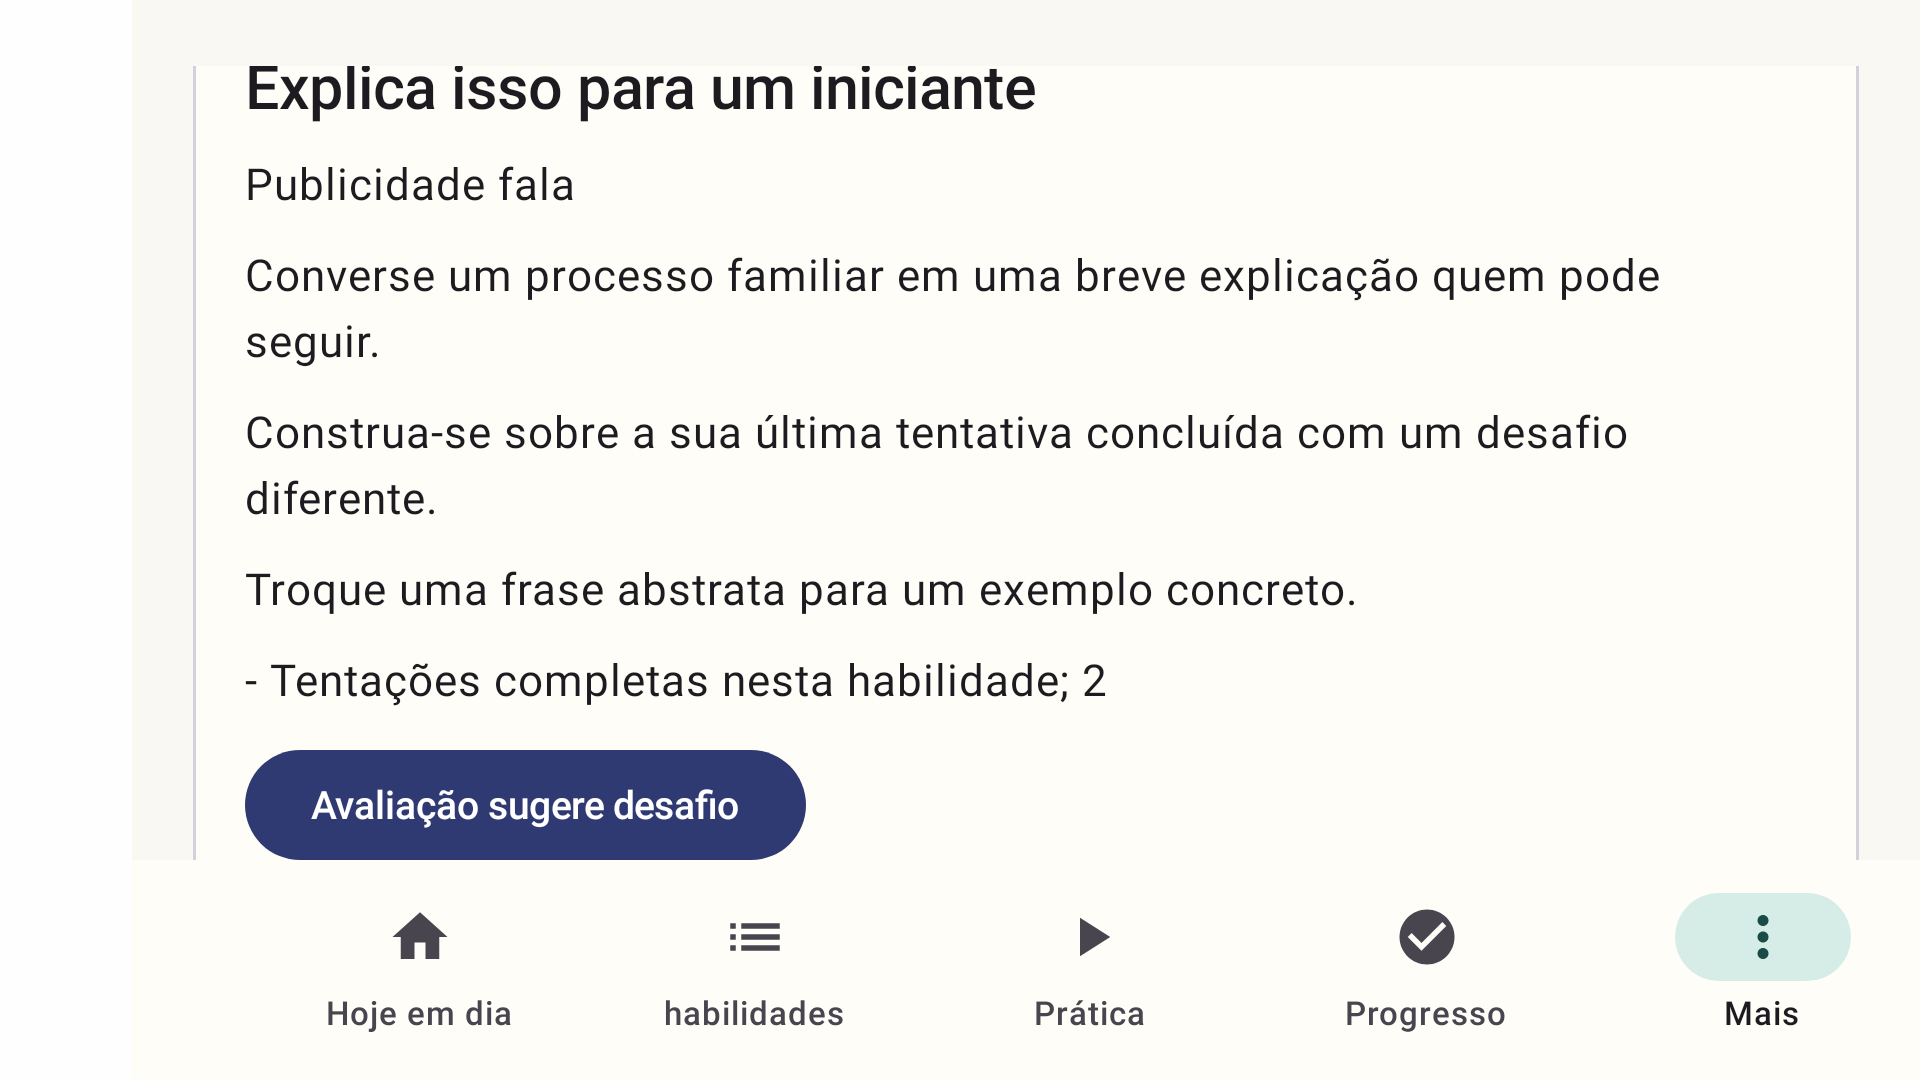 Explica isso para um iniciante
Publicidade fala
Converse um processo familiar em uma breve explicação quem pode
seguir.
Construa-se sobre a sua última tentativa concluída com um desafio
diferente.
Troque uma frase abstrata para um exemplo concreto.
- Tentações completas nesta habilidade; 2
Avaliação sugere desafio
Hoje em dia
habilidades
Prática
Progresso
Mais